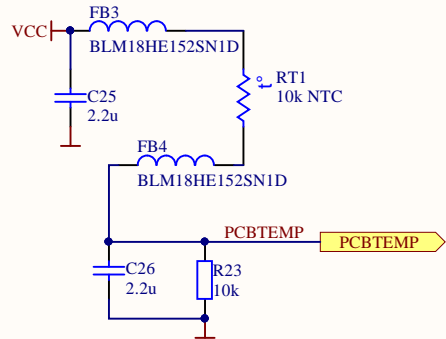 FB3
VCC
BLM18HE152SN1D
RT1
t°
10k NTC
C25
2.2u
FB4
BLM18HE152SN1D
PCBTEMP
PCBTEMP
C26
2.2u
R23
10k